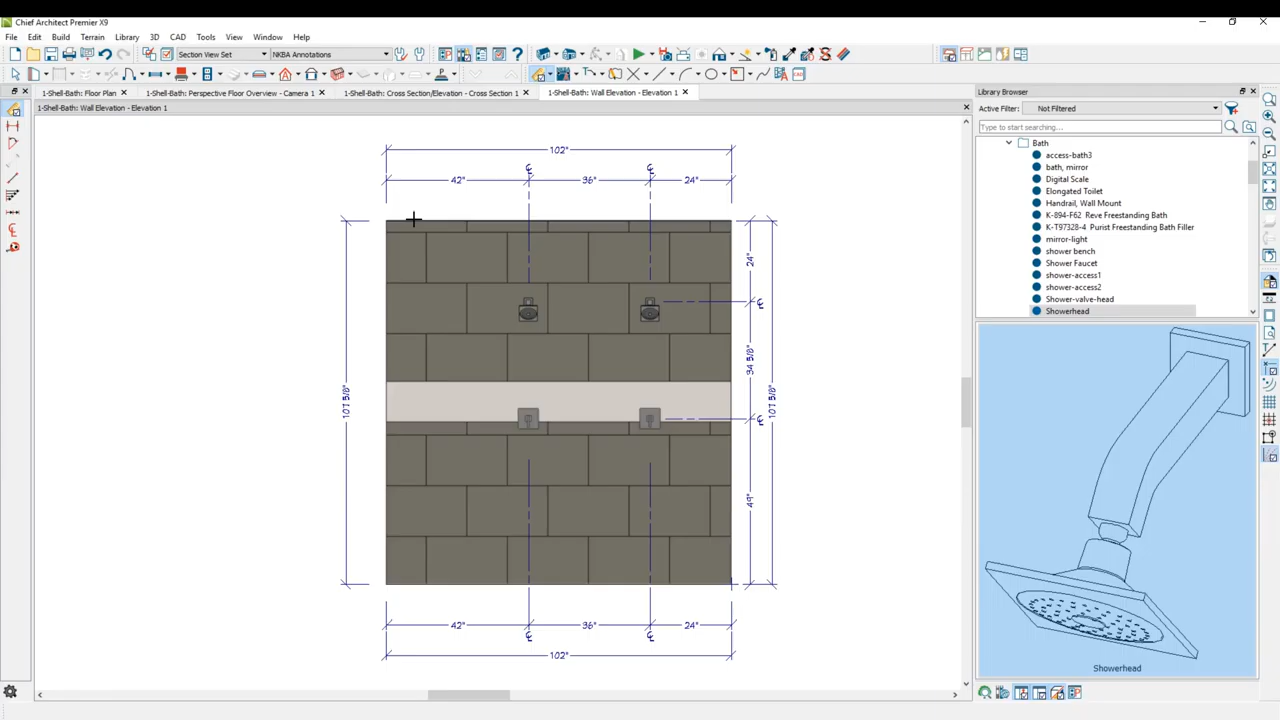 Chief Architect Premier X9
File Edit Build Terrain Library 3D CAD Tools View Window Help
Section View Set NKBA Annotations
1-Shell-Bath: Floor Plan 1-Shell-Bath: Perspective Floor Overview - Camera 1 1-Shell-Bath: Cross Section/Elevation - Cross Section 1 1-Shell-Bath: Wall Elevation - Elevation 1
1-Shell-Bath: Wall Elevation - Elevation 1
102"
42" 36" 24"
24"
107 5/8"
34 5/8"
107 5/8"
49"
42" 36" 24"
102"
Library Browser
Active Filter: Not Filtered
Type to start searching...
Bath
access-bath3
bath, mirror
Digital Scale
Elongated Toilet
Handrail, Wall Mount
K-894-F62 Reve Freestanding Bath
K-T97328-4 Purist Freestanding Bath Filler
mirror-light
shower bench
Shower Faucet
shower-access1
shower-access2
Shower-valve-head
Showerhead
Showerhead